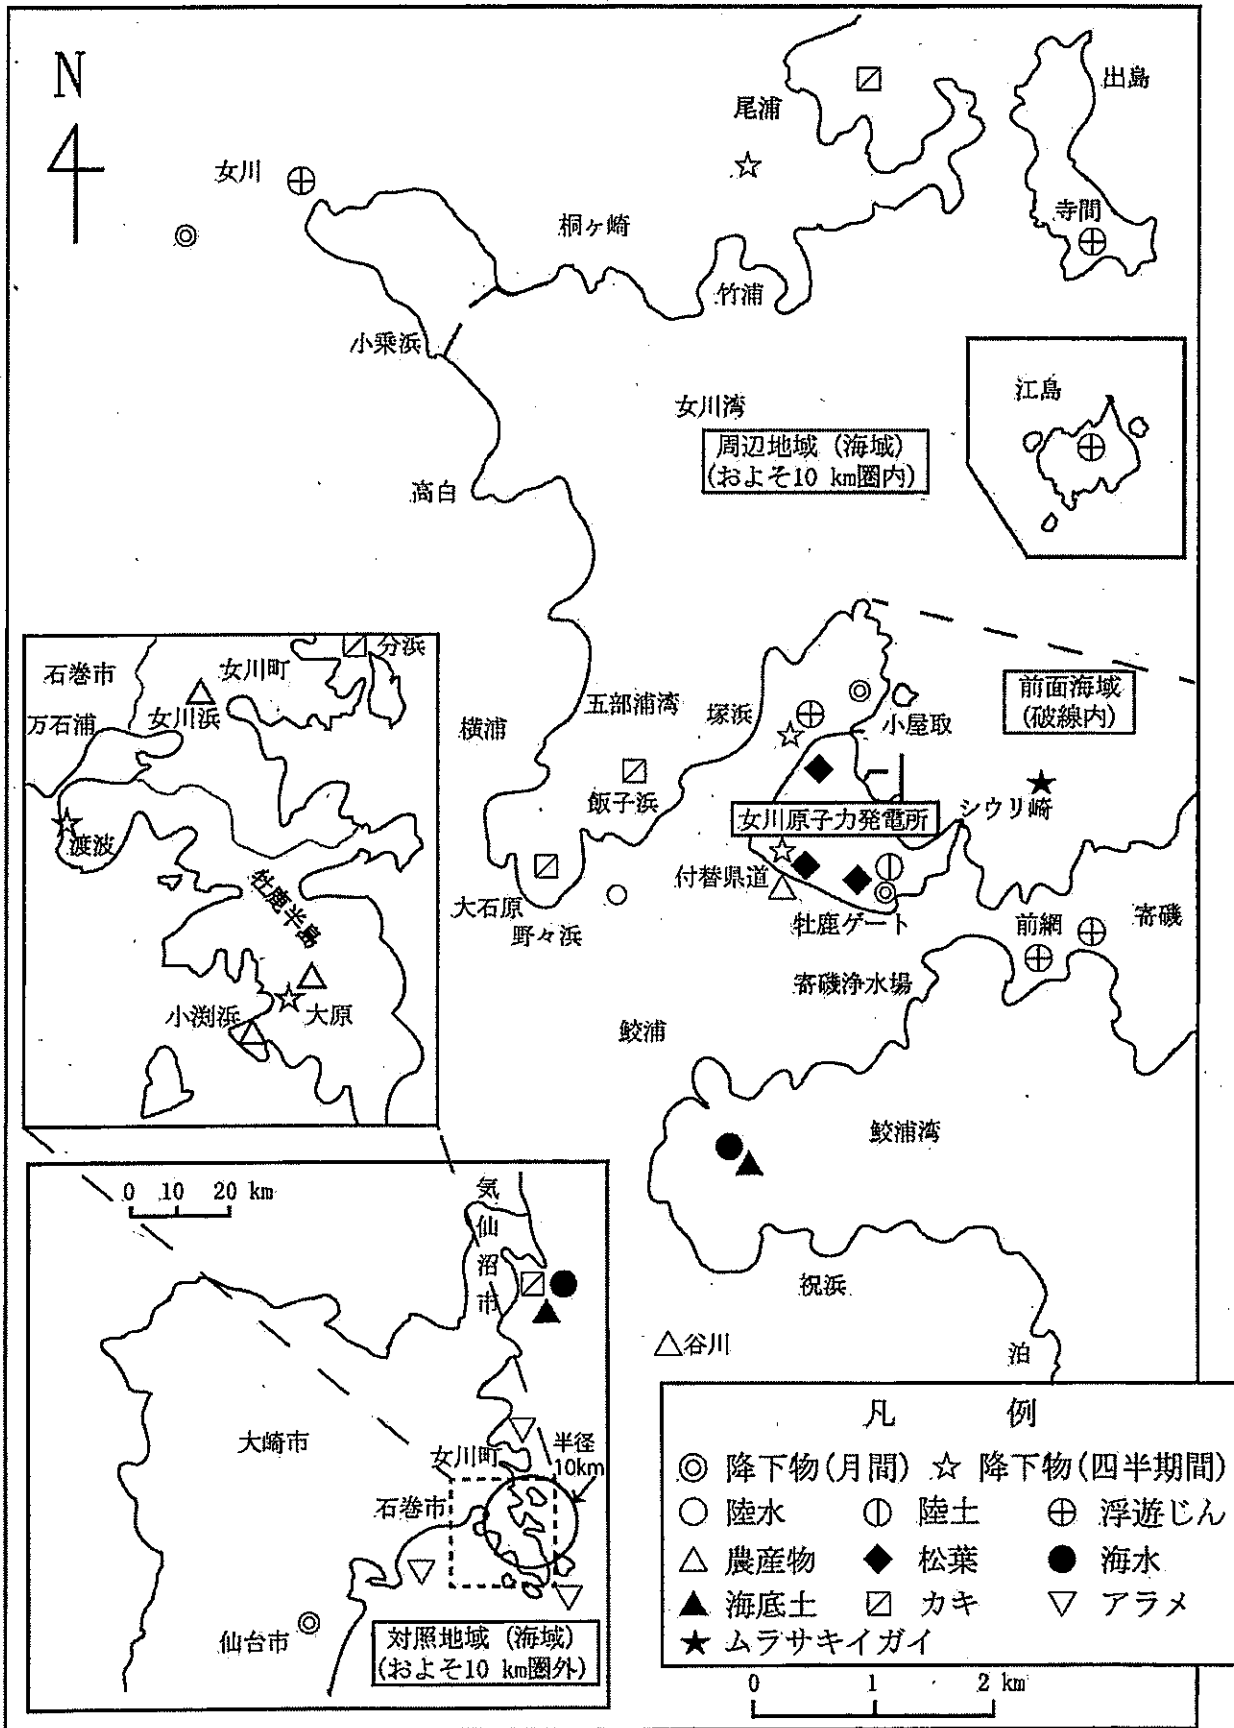 N
尾浦
出島
女川
寺間
桐ヶ崎
竹浦
小乗浜
女川湾
周辺地域（海域）
(およそ10 km圏内)
江島
高白
石巻市
女川町
分浜
万石浦
女川浜
渡波
牡鹿半島
小渕浜
大原
横浦
五部浦湾
塚浜
小屋取
前面海域
(破線内)
飯子浜
女川原子力発電所
シウリ崎
付替県道
大石原
野々浜
牡鹿ゲート
前網
寄磯
寄磯浄水場
鮫浦
鮫浦湾
祝浜
谷川
泊
0 10 20 km
気仙沼市
大崎市
女川町
半径
10km
石巻市
仙台市
対照地域（海域）
(およそ10 km圏外)
凡 例
◎ 降下物(月間) ☆ 降下物(四半期間)
○ 陸水 陸土 ⊕ 浮遊じん
△ 農産物 ◆ 松葉 ● 海水
▲ 海底土 カキ ▽ アラメ
★ ムラサキイガイ
0 1 2 km